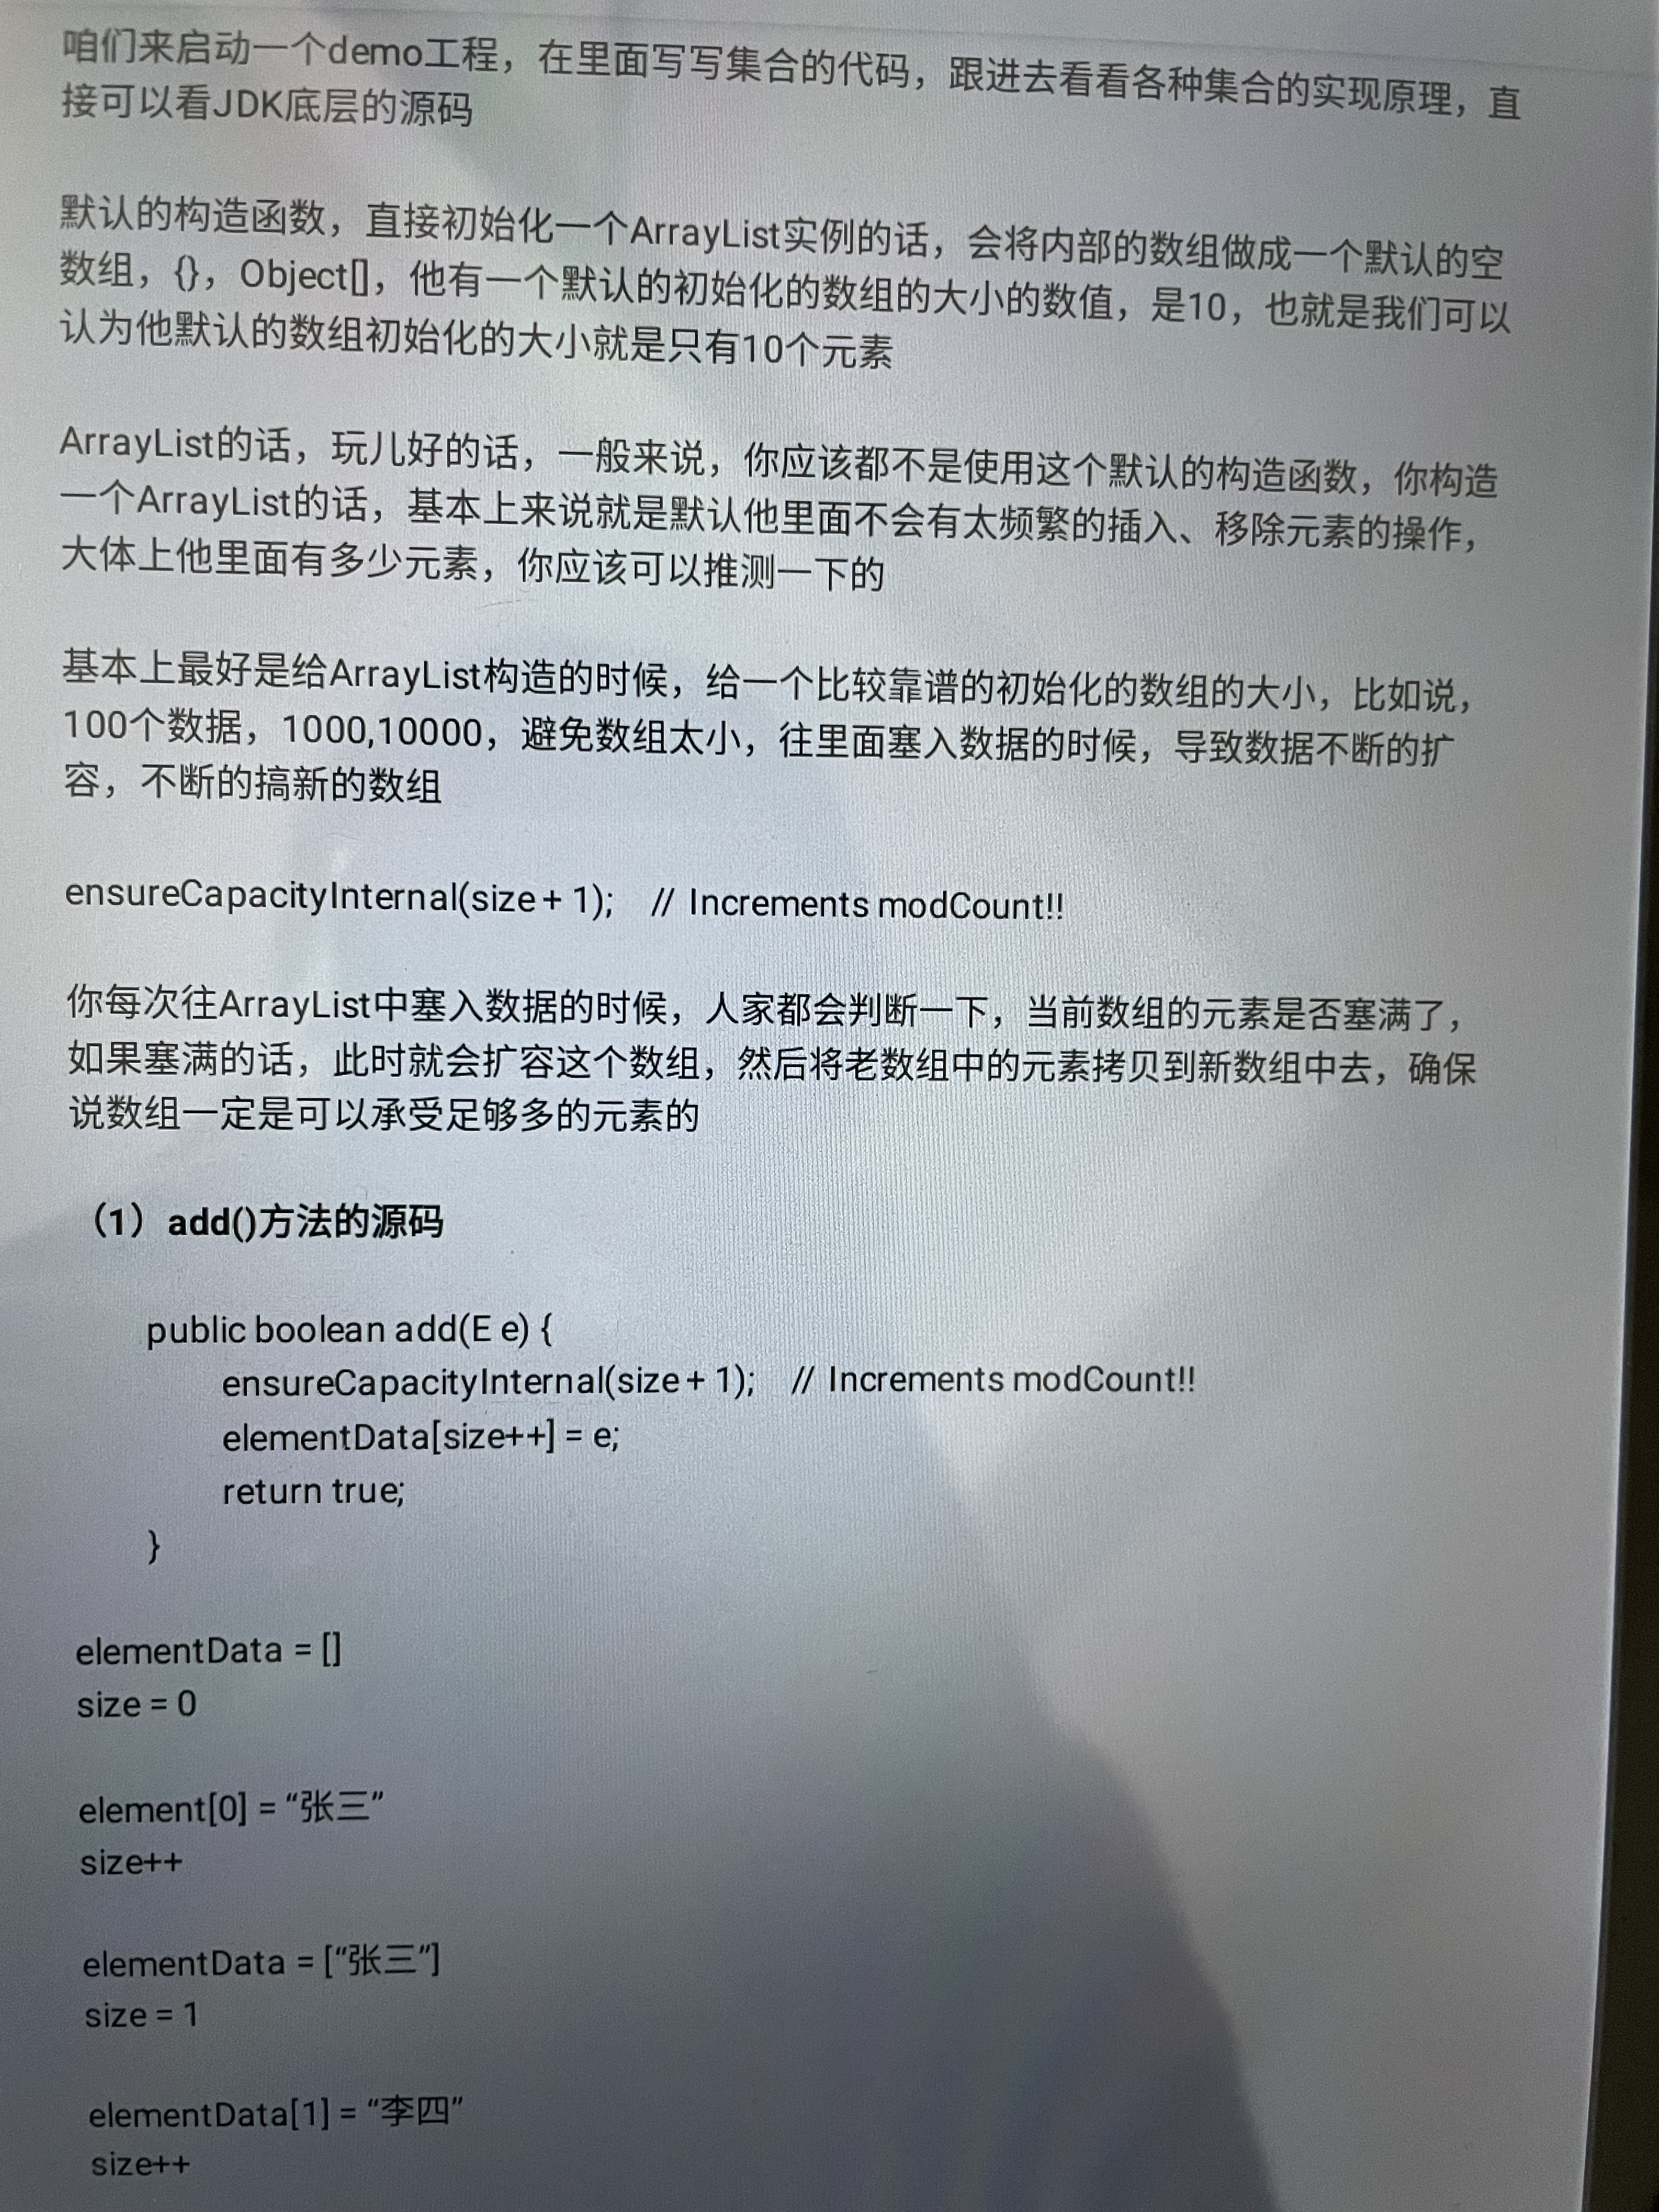 咱们来启动一个demo工程，在里面写写集合的代码，跟进去看看各种集合的实现原理，直
接可以看JDK底层的源码
默认的构造函数，直接初始化一个ArrayList实例的话，会将内部的数组做成一个默认的空
数组，{}，Object[]，他有一个默认的初始化的数组的大小的数值，是10，也就是我们可以
认为他默认的数组初始化的大小就是只有10个元素
ArrayList的话，玩儿好的话，一般来说，你应该都不是使用这个默认的构造函数，你构造
一个ArrayList的话，基本上来说就是默认他里面不会有太频繁的插入、移除元素的操作，
大体上他里面有多少元素，你应该可以推测一下的
基本上最好是给ArrayList构造的时候，给一个比较靠谱的初始化的数组的大小，比如说，
100个数据，1000,10000，避免数组太小，往里面塞入数据的时候，导致数据不断的扩
容，不断的搞新的数组
ensureCapacityInternal(size + 1);    // Increments modCount!!
你每次往ArrayList中塞入数据的时候，人家都会判断一下，当前数组的元素是否塞满了，
如果塞满的话，此时就会扩容这个数组，然后将老数组中的元素拷贝到新数组中去，确保
说数组一定是可以承受足够多的元素的
（1）add()方法的源码
public boolean add(E e) {
ensureCapacityInternal(size + 1);    // Increments modCount!!
elementData[size++] = e;
return true;
}
elementData = []
size = 0
element[0] = “张三”
size++
elementData = [“张三”]
size = 1
elementData[1] = “李四”
size++